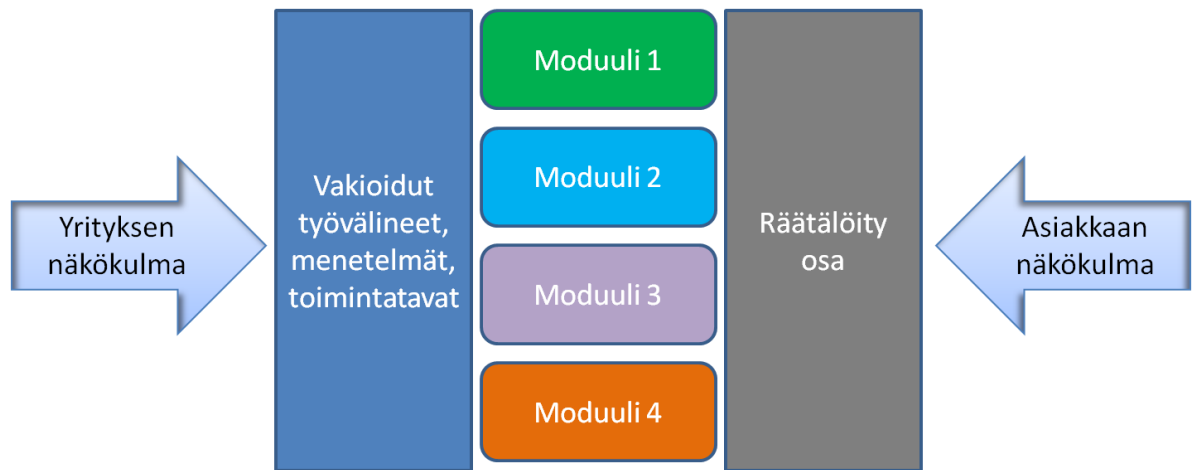 Yrityksen
näkökulma
Vakioidut
työvälineet,
menetelmät,
toimintatavat
Moduuli 1
Moduuli 2
Moduuli 3
Moduuli 4
Räätälöity
osa
Asiakkaan
näkökulma